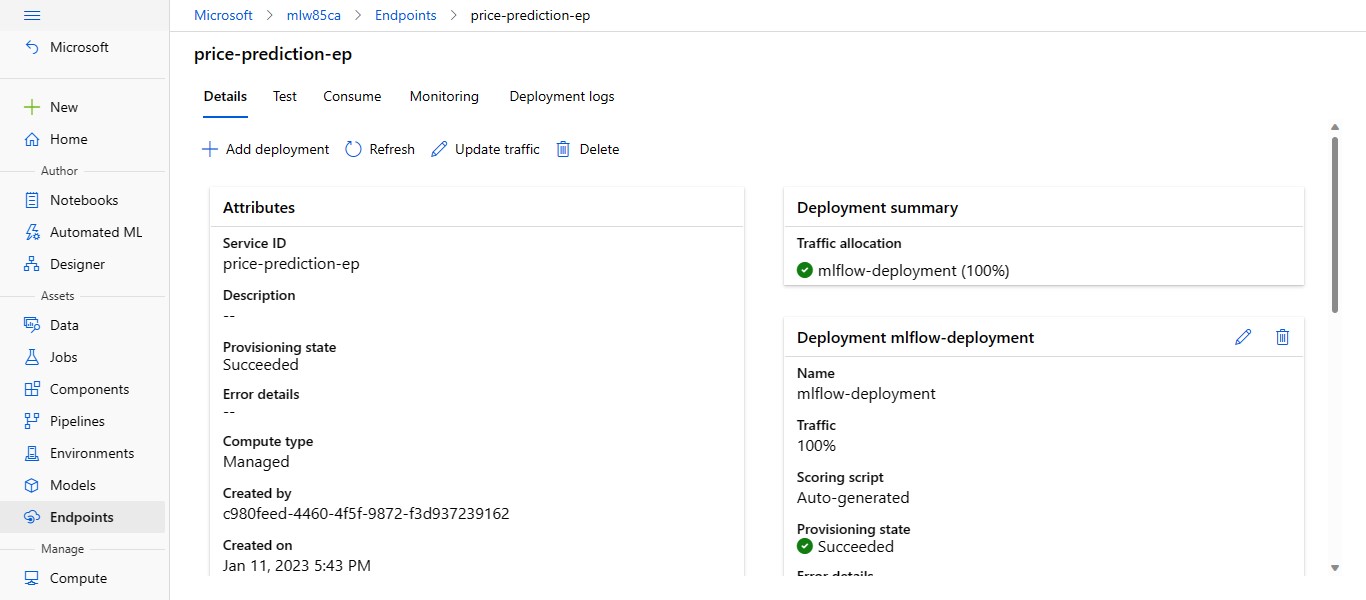 Microsoft > mlw85ca > Endpoints > price-prediction-ep
Microsoft
New
Home
Author
Notebooks
Automated ML
Designer
Assets
Data
Jobs
Components
Pipelines
Environments
Models
Endpoints
Manage
Compute
price-prediction-ep
Details Test Consume Monitoring Deployment logs
Add deployment Refresh Update traffic Delete
Attributes
Service ID
price-prediction-ep
Description
--
Provisioning state
Succeeded
Error details
--
Compute type
Managed
Created by
c980feed-4460-4f5f-9872-f3d937239162
Created on
Jan 11, 2023 5:43 PM
Deployment summary
Traffic allocation
mlflow-deployment (100%)
Deployment mlflow-deployment
Name
mlflow-deployment
Traffic
100%
Scoring script
Auto-generated
Provisioning state
Succeeded
Error details